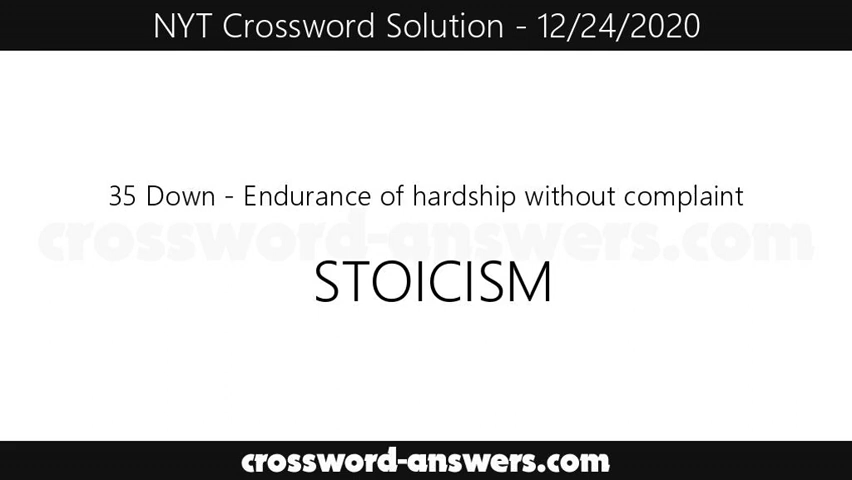 NYT Crossword Solution - 12/24/2020
35 Down - Endurance of hardship without complaint
crossword-answers.com
STOICISM
crossword-answers.com